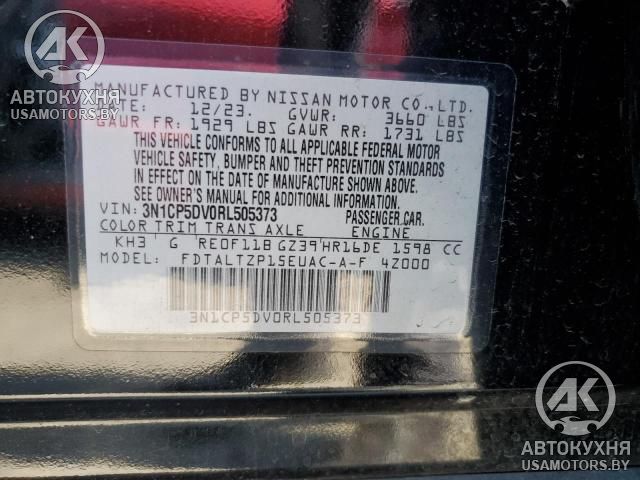 AK
АВТОКУХНЯ
USAMOTORS.BY
MANUFACTURED BY NISSAN MOTOR CO.,LTD.
DATE: 12/23. GVWR: 3660 LBS
GAWR FR: 1929 LBS GAWR RR: 1731 LBS
THIS VEHICLE CONFORMS TO ALL APPLICABLE FEDERAL MOTOR
VEHICLE SAFETY, BUMPER AND THEFT PREVENTION STANDARDS
IN EFFECT ON THE DATE OF MANUFACTURE SHOWN ABOVE.
SEE OWNER'S MANUAL FOR ADDITIONAL INFORMATION.
VIN: 3N1CP5DV0RL505373 PASSENGER CAR.
COLOR TRIM TRANS AXLE ENGINE
KH3 G RE0F11B GZ39 HR16DE 1598 CC
MODEL: FDTALTZP15EUAC-A-F 4Z000
3N1CP5DV0RL505373
AK
АВТОКУХНЯ
USAMOTORS.BY